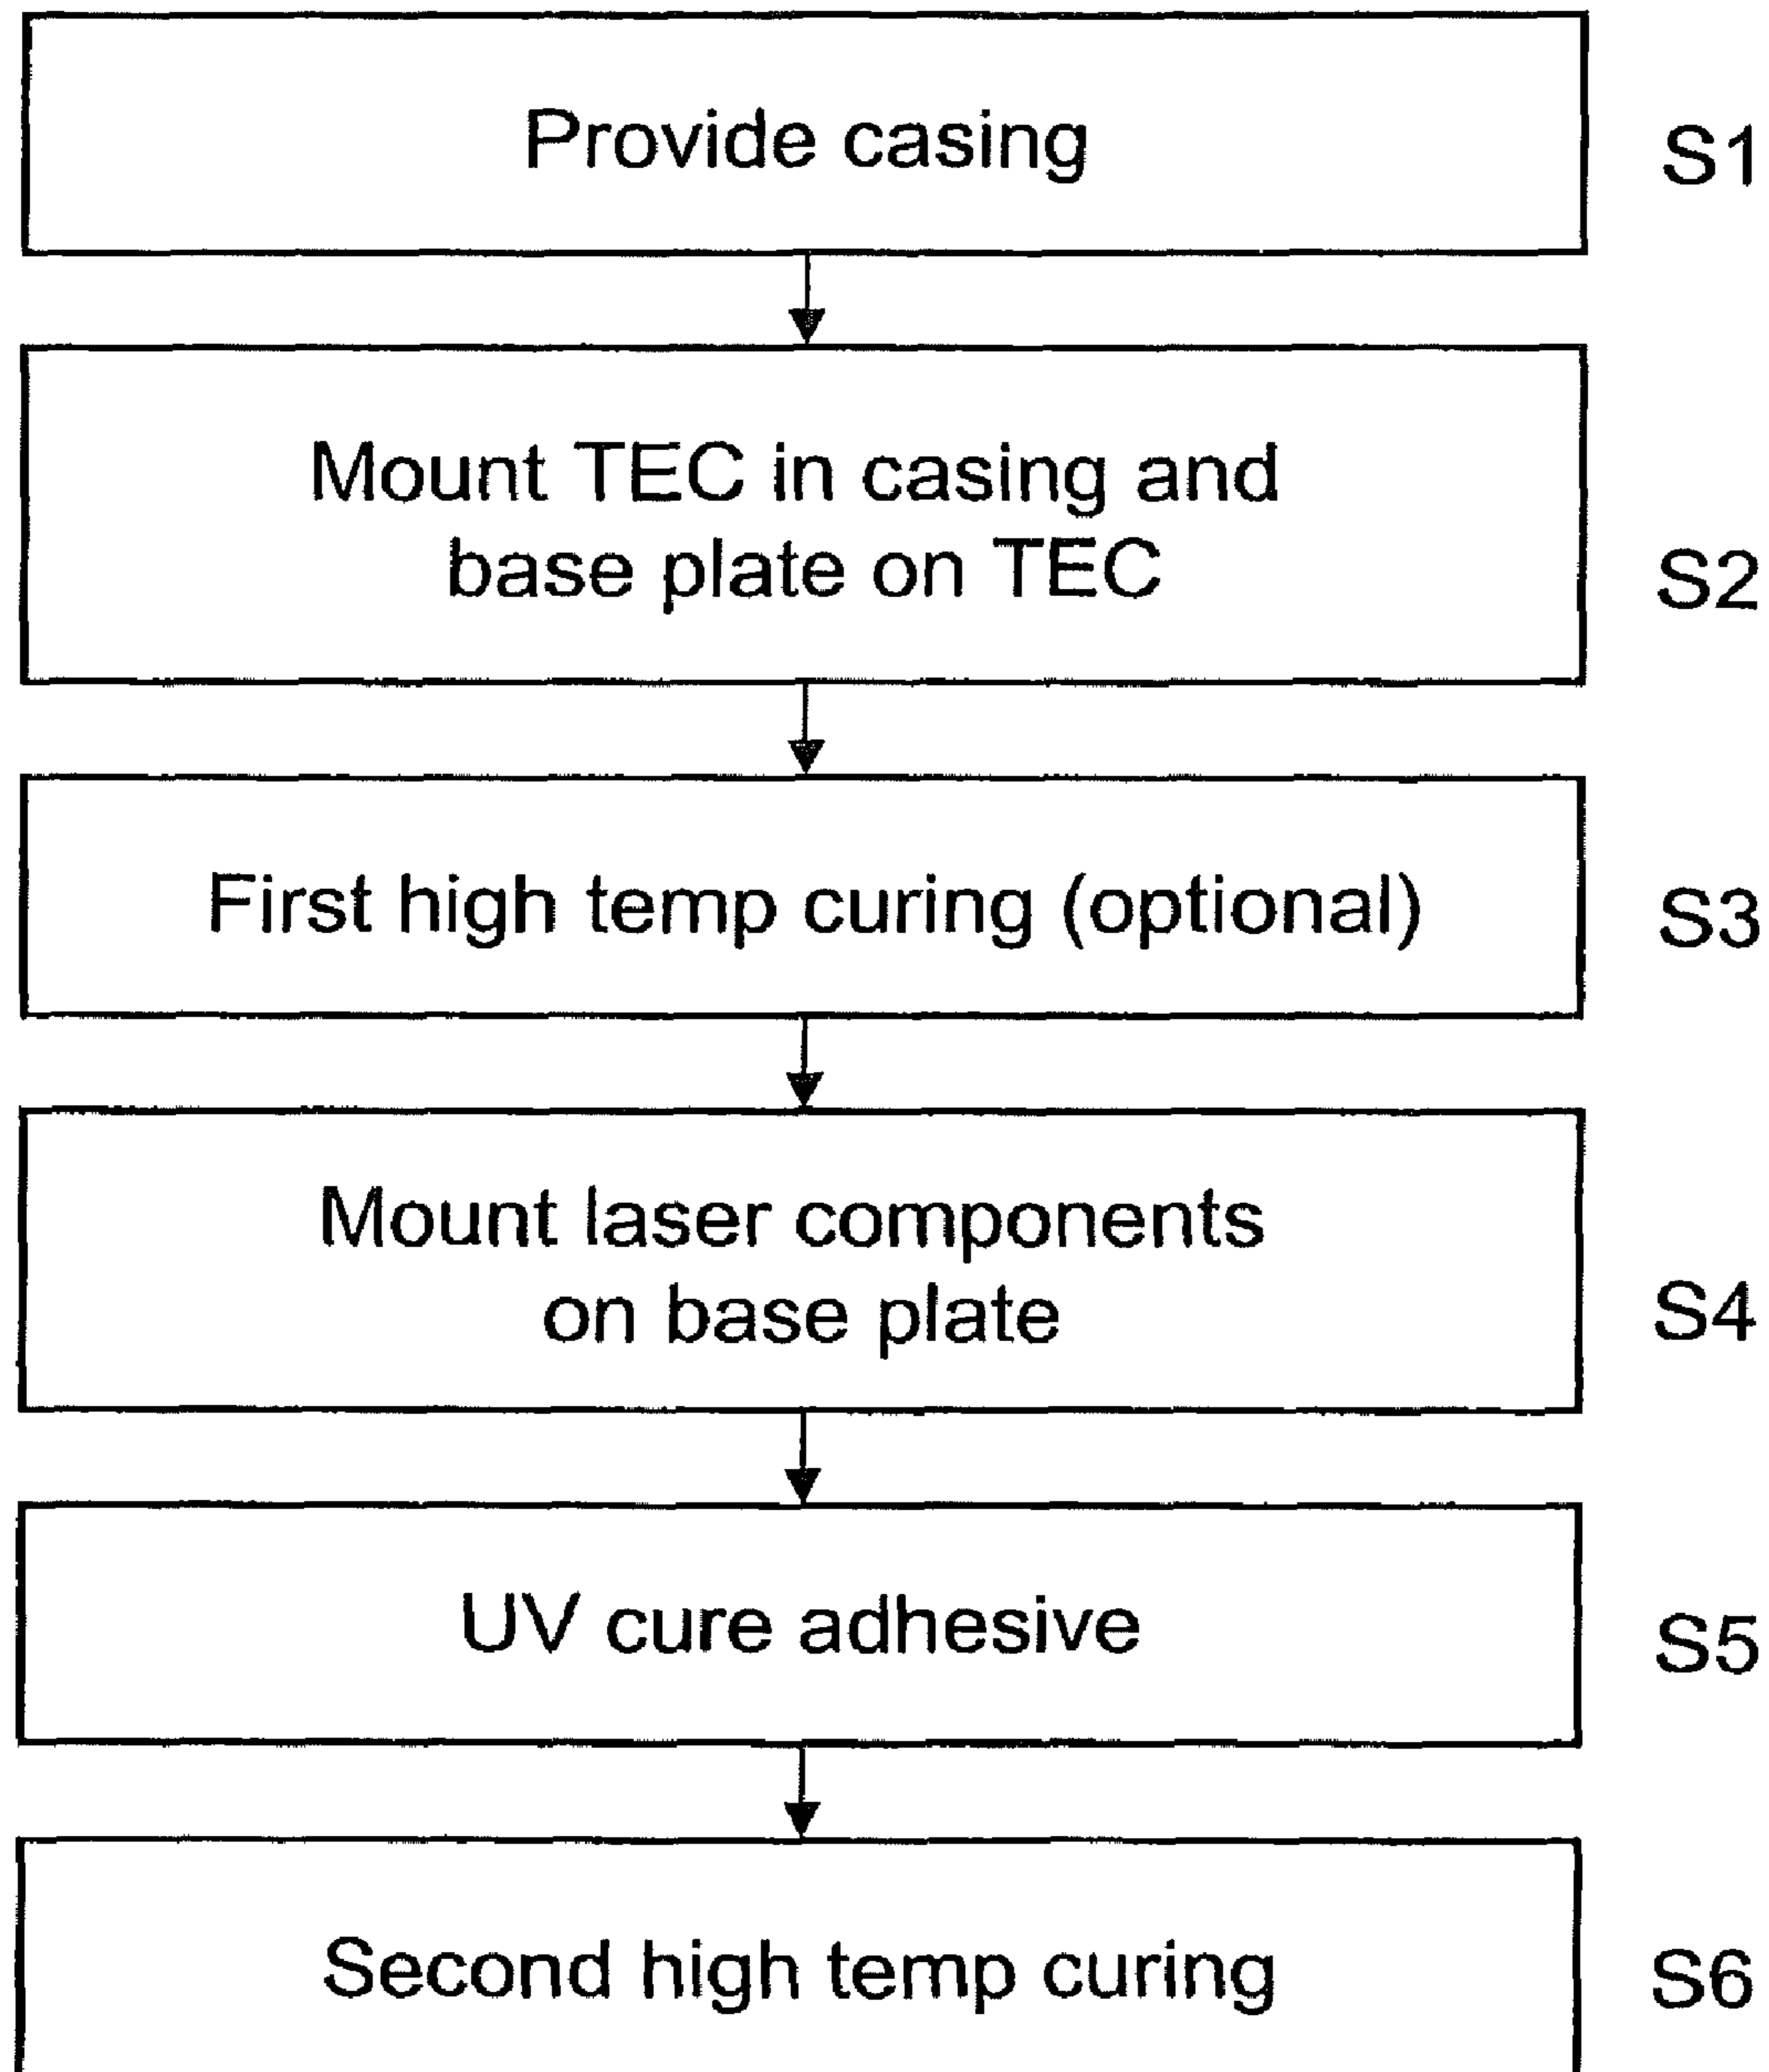 Provide casing
S1
Mount TEC in casing and
base plate on TEC
S2
First high temp curing (optional)
S3
Mount laser components
on base plate
S4
UV cure adhesive
S5
Second high temp curing
S6